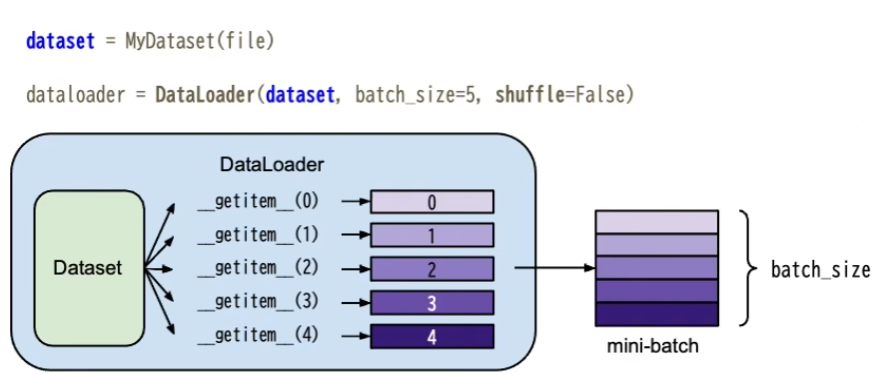 dataset = MyDataset(file)
dataloader = DataLoader(dataset, batch_size=5, shuffle=False)
DataLoader
Dataset
__getitem__(0)
0
__getitem__(1)
1
__getitem__(2)
2
__getitem__(3)
3
__getitem__(4)
4
batch_size
mini-batch